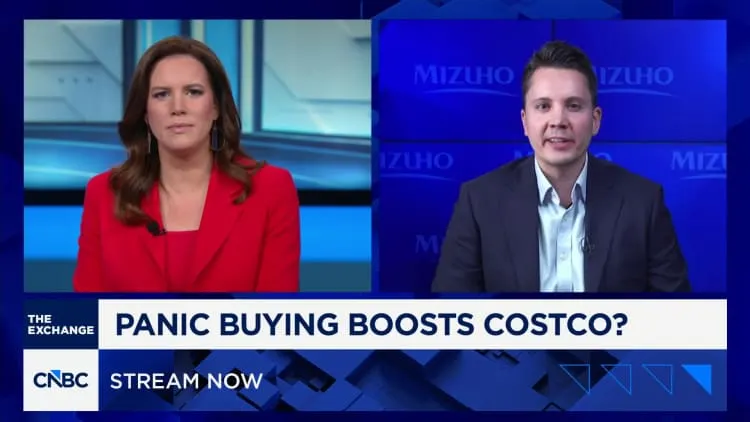 MIZUHO
MIZUHO
MIZUHO
MIZUHO
THE
EXCHANGE
PANIC BUYING BOOSTS COSTCO?
CNBC
STREAM NOW